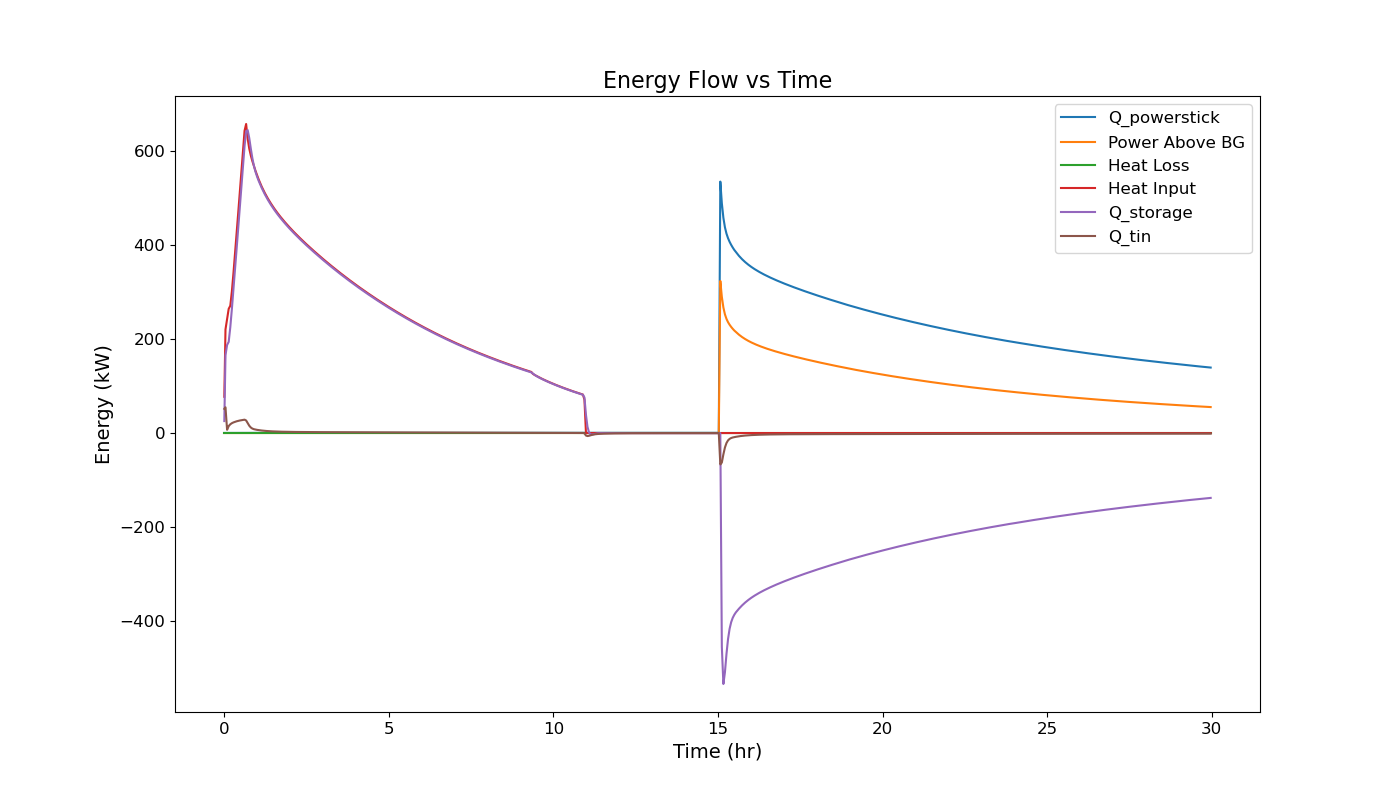 Energy Flow vs Time
Q_powerstick
Power Above BG
Heat Loss
Heat Input
Q_storage
Q_tin
Energy (kW)
600
400
200
0
−200
−400
0 5 10 15 20 25 30
Time (hr)